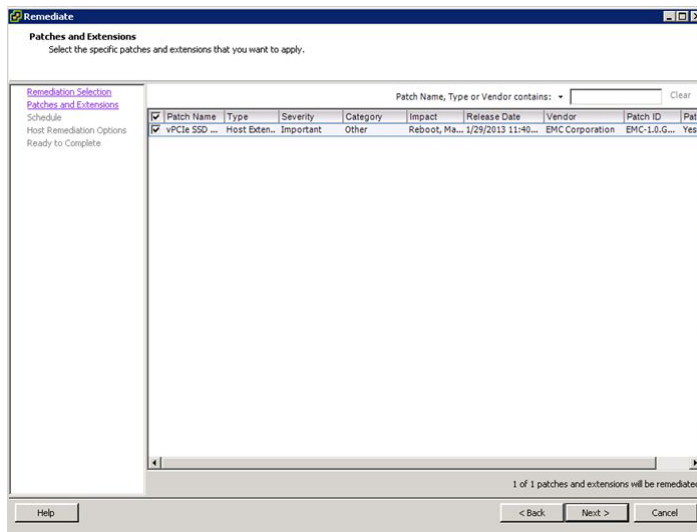 Remediate
Patches and Extensions
Select the specific patches and extensions that you want to apply.
Remediation Selection
Patches and Extensions
Schedule
Host Remediation Options
Ready to Complete
Patch Name, Type or Vendor contains: Clear
Patch Name Type Severity Category Impact Release Date Vendor Patch ID Pat
vPCIe SSD ... Host Exten.. Important Other Reboot, Ma... 1/29/2013 11:40... EMC Corporation EMC-1.0.G... Yes
1 of 1 patches and extensions will be remediated
Help < Back Next > Cancel